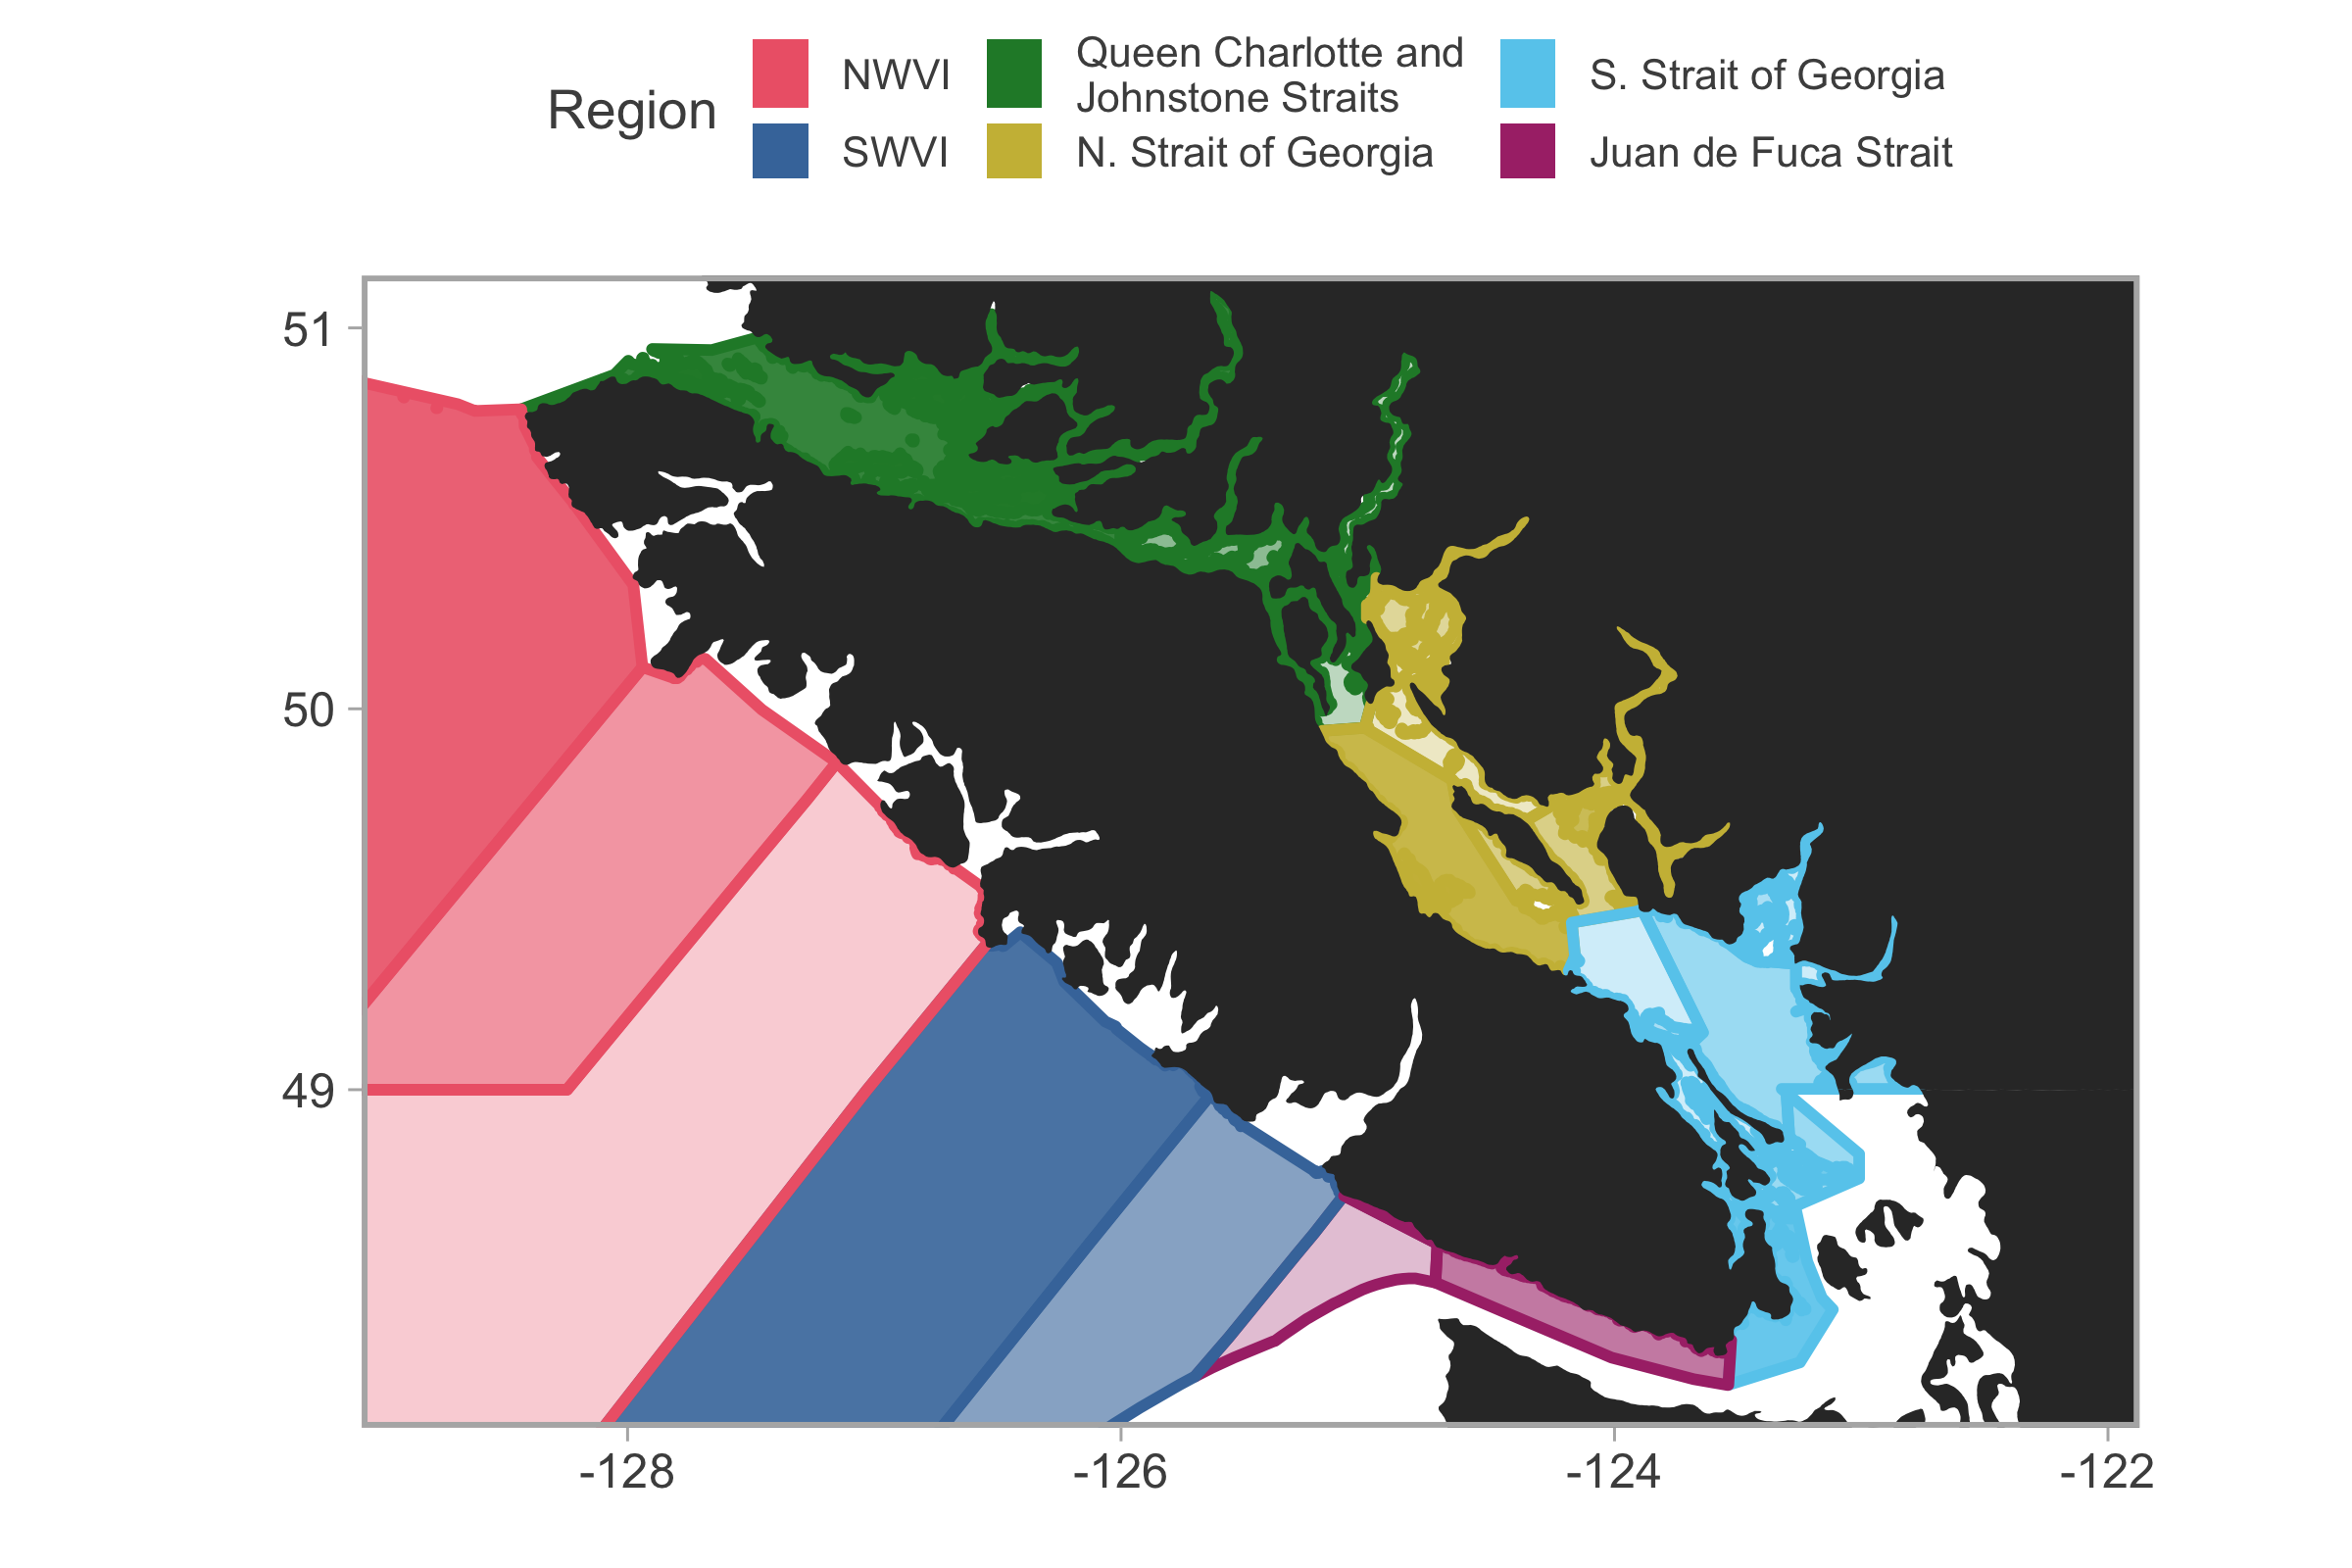 Region
NWVI
SWVI
Queen Charlotte and
Johnstone Straits
N. Strait of Georgia
S. Strait of Georgia
Juan de Fuca Strait
51
50
49
-128
-126
-124
-122